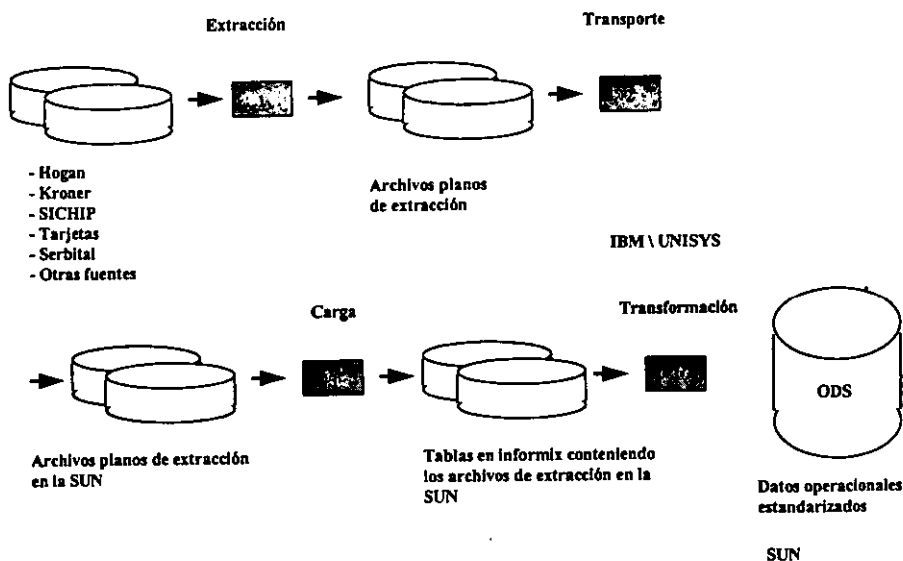 Extracción
Transporte
- Hogan
- Kroner
- SICHIP
- Tarjetas
- Serbital
- Otras fuentes
Archivos planos
de extracción
IBM \ UNISYS
Carga
Transformación
ODS
Archivos planos de extracción
en la SUN
Tablas en informix conteniendo
los archivos de extracción en la
SUN
Datos operacionales
estandarizados
SUN